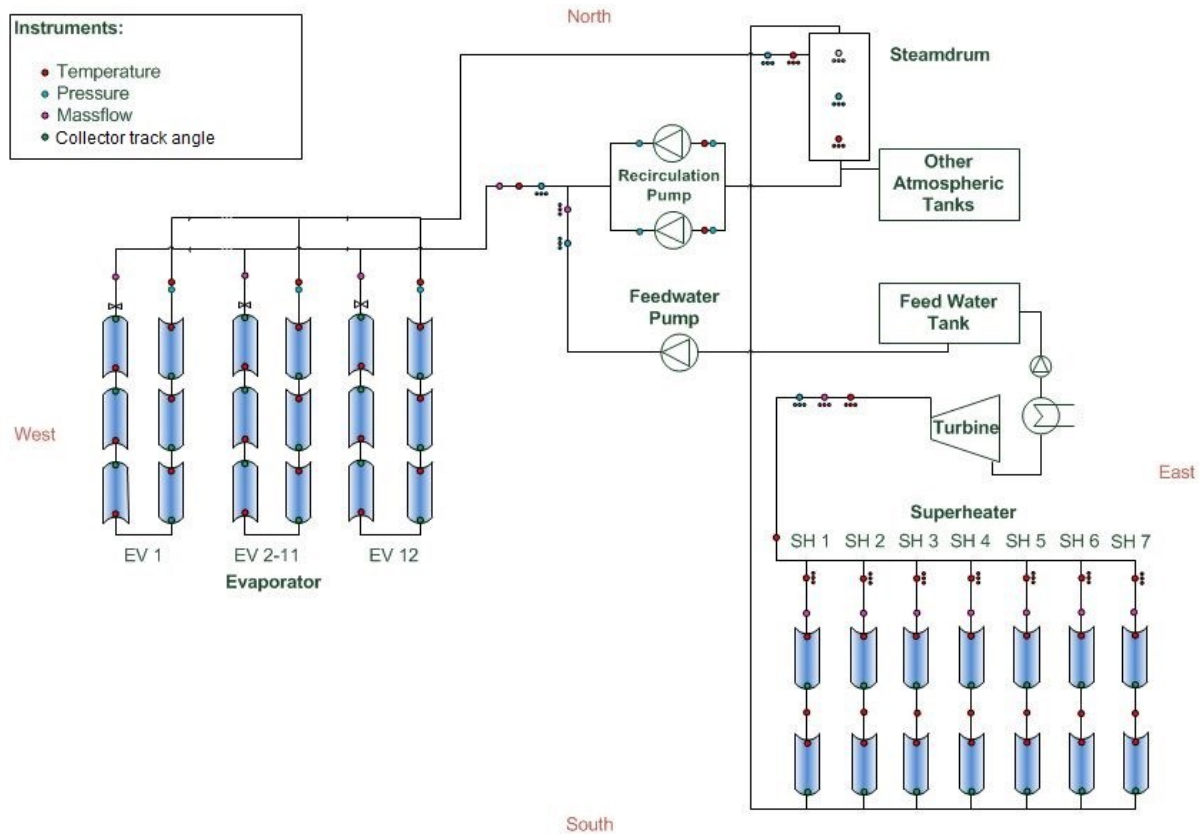 North
Instruments:
Temperature
Pressure
Massflow
Collector track angle
Steamdrum
Recirculation
Pump
Other
Atmospheric
Tanks
Feedwater
Pump
Feed Water
Tank
West
Turbine
East
Superheater
SH 1 SH 2 SH 3 SH 4 SH 5 SH 6 SH 7
EV 1 EV 2-11 EV 12
Evaporator
South